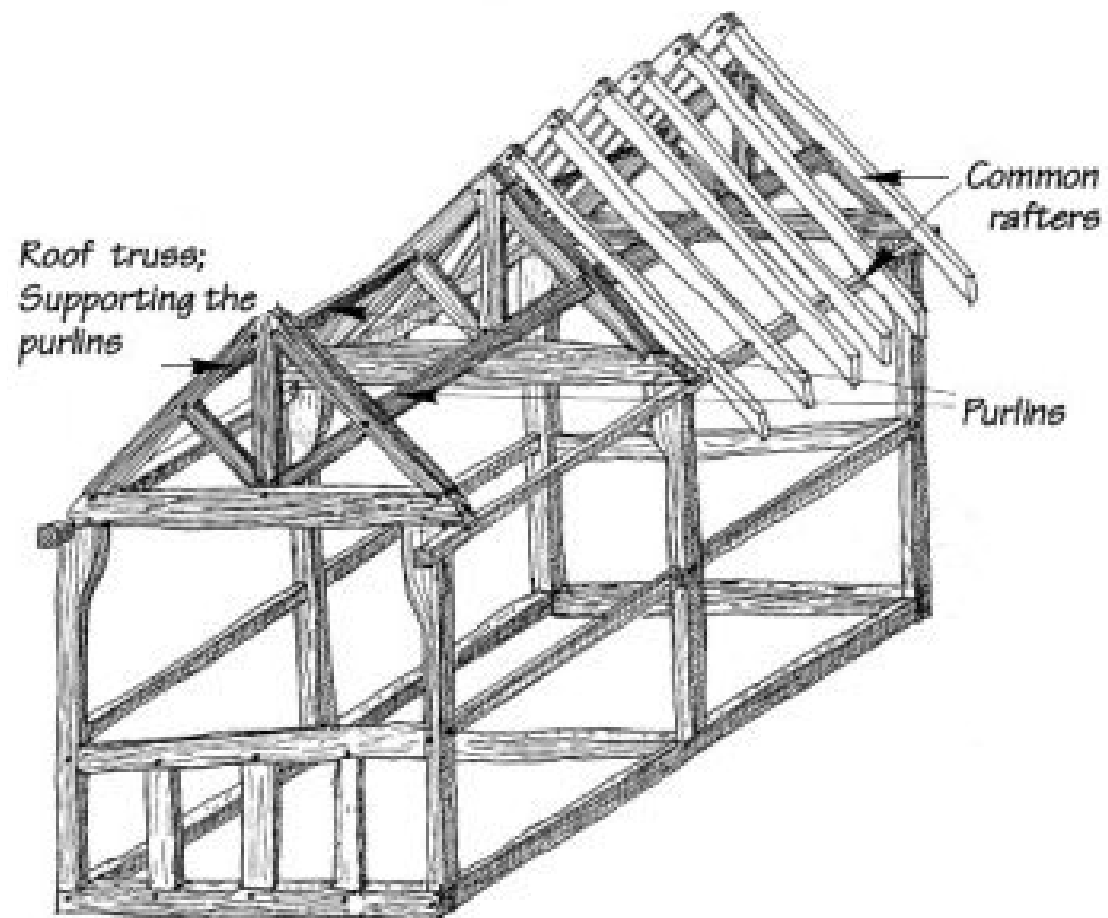 Common
rafters
Roof truss;
Supporting the
purlins
Purlins